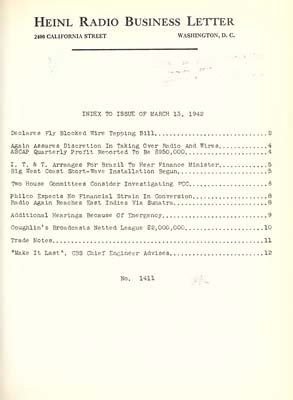 HEINL RADIO BUSINESS LETTER
2400 CALIFORNIA STREET WASHINGTON, D. C.
INDEX TO ISSUE OF MARCH 13, 1942
Declares Fly Blocked Wire Tapping Bill..............................2
Again Assures Discretion In Taking Over Radio And Wires.............4
ASCAP Quarterly Profit Reported To Be $950,000......................4
I. T. & T. Arranges For Brazil To Hear Finance Minister.............5
Big West Coast Short-Wave Installation Begun........................5
Two House Committees Consider Investigating FCC.....................6
Philco Expects No Financial Strain In Conversion....................8
Radio Again Reaches East Indies Via Sumatra.........................8
Additional Hearings Because Of Emergency............................9
Coughlin's Broadcasts Netted League $2,000,000.....................10
Trade Notes........................................................11
"Make It Last", CBS Chief Engineer Advises.........................12
No. 1411